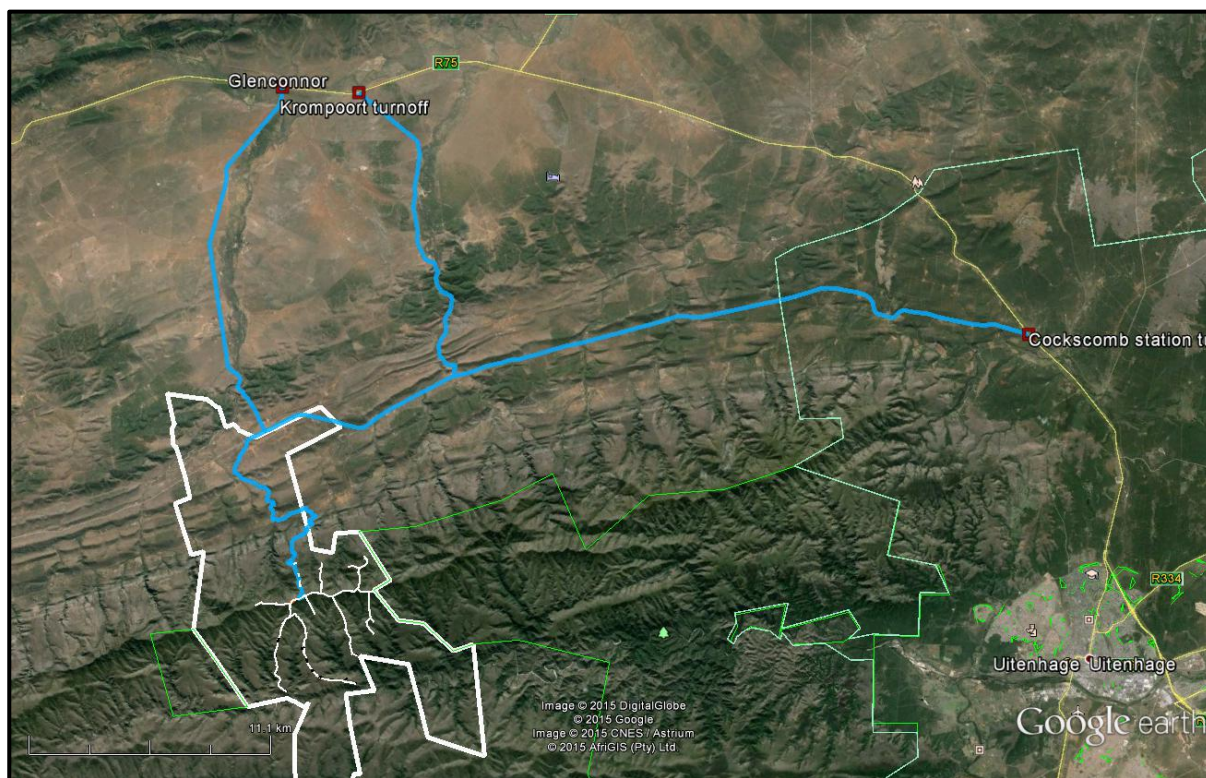 R75
Glenconnor
Krompoort turnoff
Cockscomb station tu
R334
Uitenhage Uitenhage
11.1 km
Image © 2015 DigitalGlobe
© 2015 Google
Image © 2015 CNES / Astrium
© 2015 AfriGIS (Pty) Ltd
Google earth